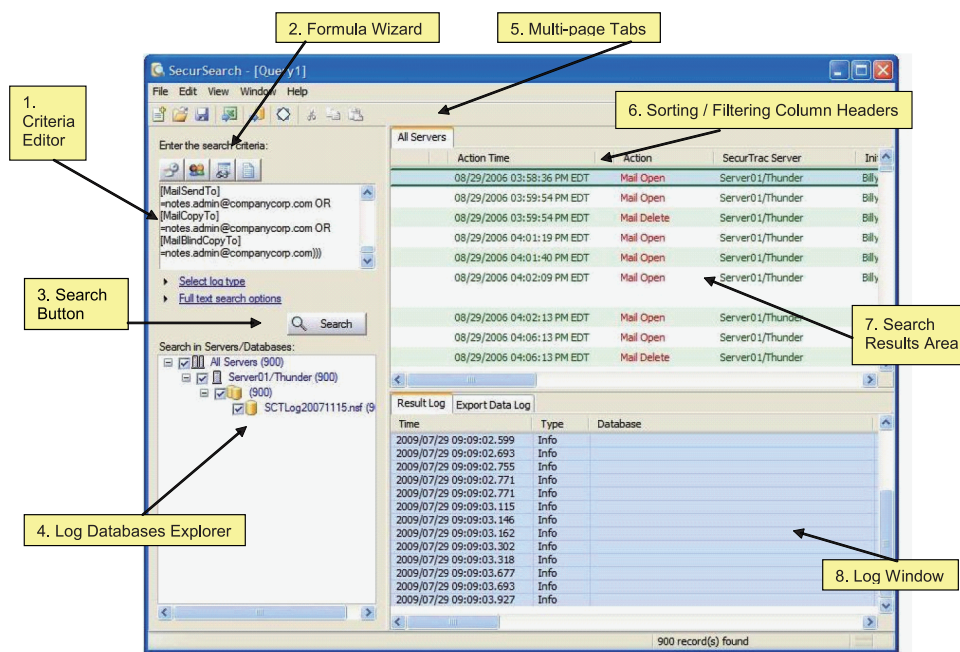 2. Formula Wizard
5. Multi-page Tabs
1.
Criteria
Editor
6. Sorting / Filtering Column Headers
3. Search
Button
7. Search
Results Area
4. Log Databases Explorer
8. Log Window
SecurSearch - [Query1]
File Edit View Window Help
Enter the search criteria:
[MailSendTo]
=notes.admin@companycorp.com OR
[MailCopyTo]
=notes.admin@companycorp.com OR
[MailBlindCopyTo]
=notes.admin@companycorp.com)))
Select log type
Full text search options
Search
Search in Servers/Databases:
All Servers (900)
Server01/Thunder (900)
(900)
SCTLog20071115.nsf (9
All Servers
Action Time Action SecurTrac Server Ini
08/29/2006 03:58:36 PM EDT Mail Open Server01/Thunder Billy
08/29/2006 03:59:54 PM EDT Mail Open Server01/Thunder Billy
08/29/2006 03:59:54 PM EDT Mail Delete Server01/Thunder Billy
08/29/2006 04:01:19 PM EDT Mail Open Server01/Thunder Billy
08/29/2006 04:01:40 PM EDT Mail Open Server01/Thunder Billy
08/29/2006 04:02:09 PM EDT Mail Open Server01/Thunder Billy
08/29/2006 04:02:13 PM EDT Mail Open Server01/Thunder
08/29/2006 04:06:13 PM EDT Mail Open Server01/Thunder
08/29/2006 04:06:13 PM EDT Mail Delete Server01/Thunder
Result Log Export Data Log
Time Type Database
2009/07/29 09:09:02.599 Info
2009/07/29 09:09:02.693 Info
2009/07/29 09:09:02.755 Info
2009/07/29 09:09:02.771 Info
2009/07/29 09:09:02.771 Info
2009/07/29 09:09:03.115 Info
2009/07/29 09:09:03.146 Info
2009/07/29 09:09:03.162 Info
2009/07/29 09:09:03.302 Info
2009/07/29 09:09:03.318 Info
2009/07/29 09:09:03.677 Info
2009/07/29 09:09:03.693 Info
2009/07/29 09:09:03.927 Info
900 record(s) found